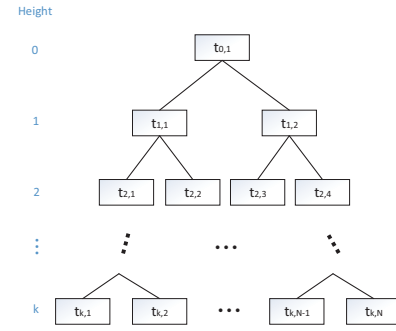 Height
0 t0,1
1 t1,1 t1,2
2 t2,1 t2,2 t2,3 t2,4
⋮ ⋯
k tk,1 tk,2 ⋯ tk,N-1 tk,N